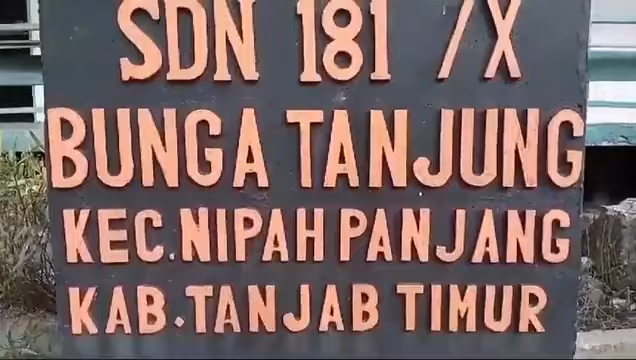 SDN 181 /X
BUNGA TANJUNG
KEC.NIPAH PANJANG
KAB.TANJAB TIMUR